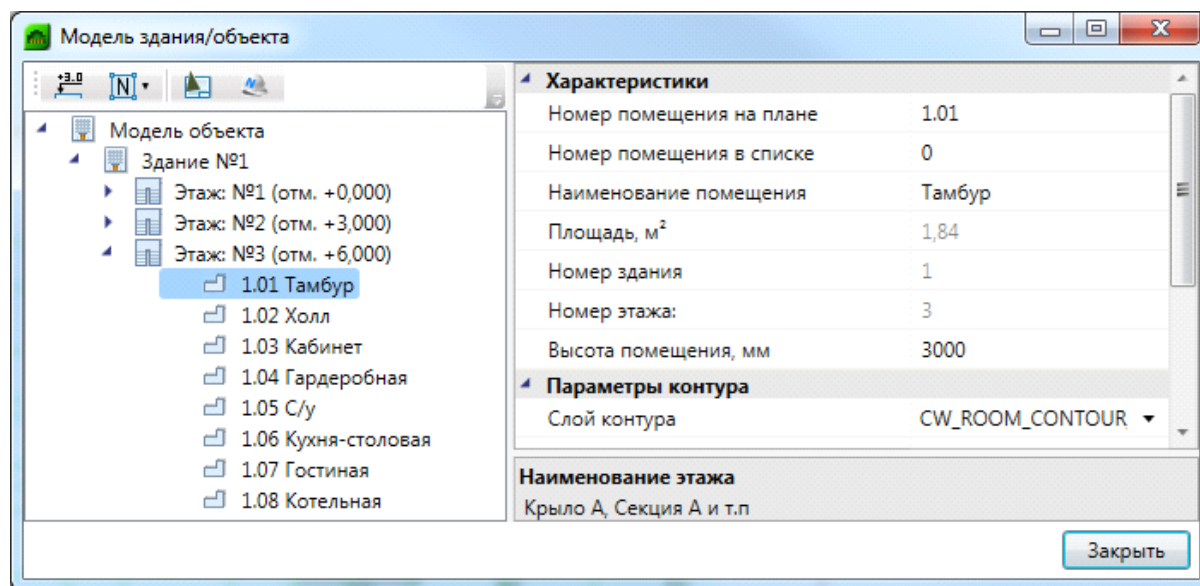 Модель здания/объекта
+3.0
N
Модель объекта
Здание №1
Этаж: №1 (отм. +0,000)
Этаж: №2 (отм. +3,000)
Этаж: №3 (отм. +6,000)
1.01 Тамбур
1.02 Холл
1.03 Кабинет
1.04 Гардеробная
1.05 С/у
1.06 Кухня-столовая
1.07 Гостиная
1.08 Котельная
Характеристики
Номер помещения на плане 1.01
Номер помещения в списке 0
Наименование помещения Тамбур
Площадь, м² 1,84
Номер здания 1
Номер этажа: 3
Высота помещения, мм 3000
Параметры контура
Слой контура CW_ROOM_CONTOUR
Наименование этажа
Крыло А, Секция А и т.п
Закрыть